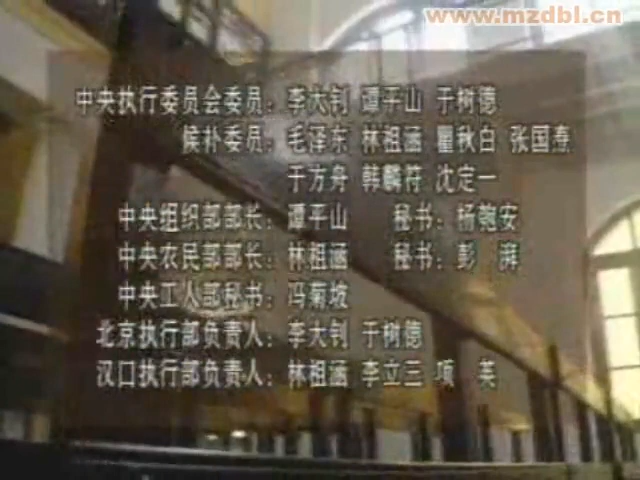 www.mzdbl.cn
中央执行委员会委员：李大钊 谭平山 于树德
候补委员：毛泽东 林祖涵 瞿秋白 张国焘
于方舟 韩麟符 沈定一
中央组织部部长：谭平山 秘书：杨匏安
中央农民部部长：林祖涵 秘书：彭 湃
中央工人部秘书：冯菊坡
北京执行部负责人：李大钊 于树德
汉口执行部负责人：林祖涵 李立三 项 英